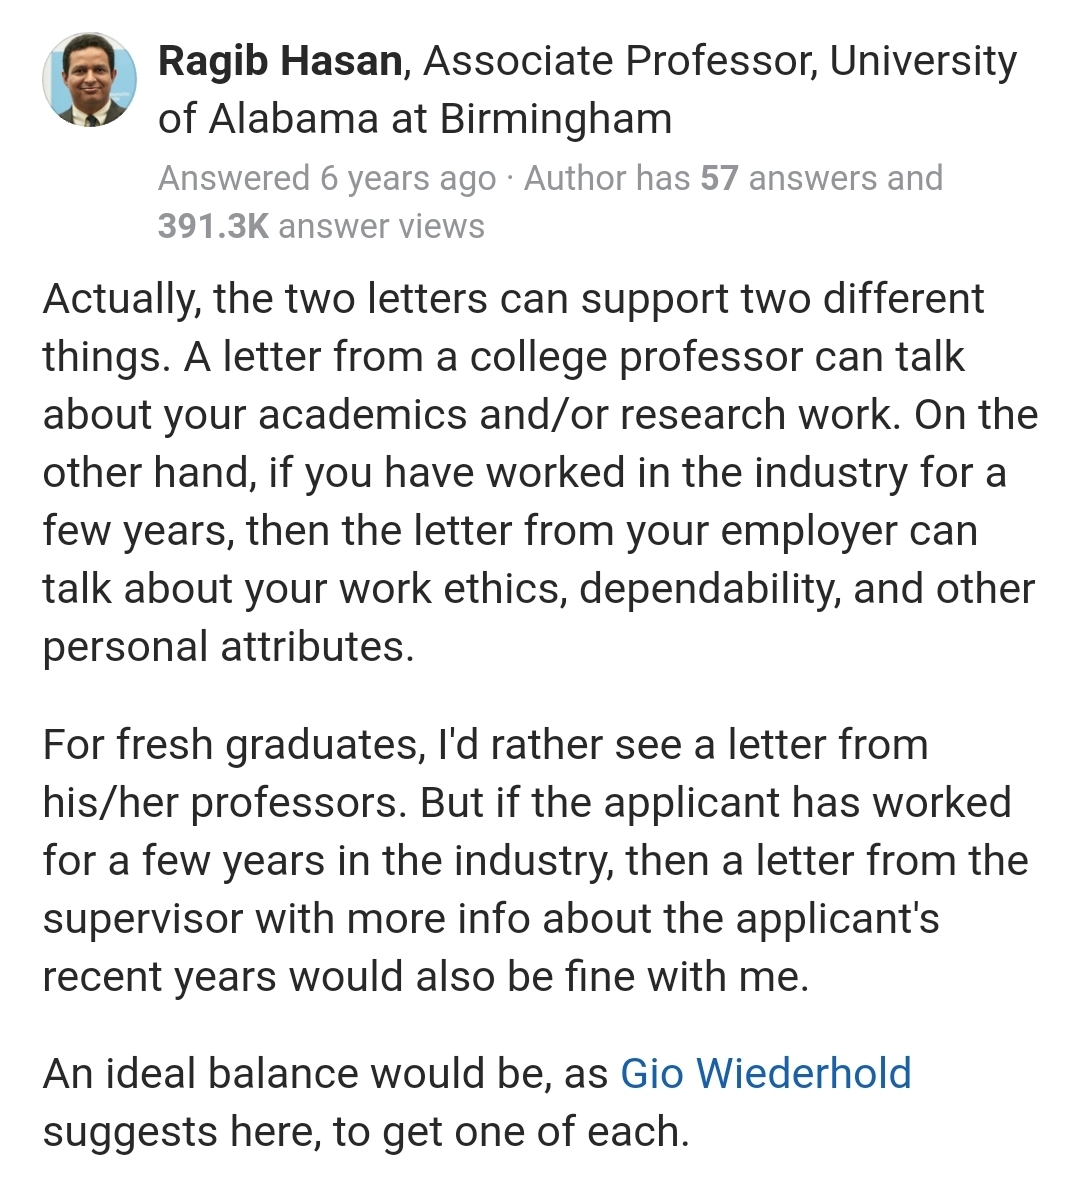 Ragib Hasan, Associate Professor, University
of Alabama at Birmingham
Answered 6 years ago · Author has 57 answers and
391.3K answer views
Actually, the two letters can support two different
things. A letter from a college professor can talk
about your academics and/or research work. On the
other hand, if you have worked in the industry for a
few years, then the letter from your employer can
talk about your work ethics, dependability, and other
personal attributes.
For fresh graduates, I'd rather see a letter from
his/her professors. But if the applicant has worked
for a few years in the industry, then a letter from the
supervisor with more info about the applicant's
recent years would also be fine with me.
An ideal balance would be, as Gio Wiederhold
suggests here, to get one of each.